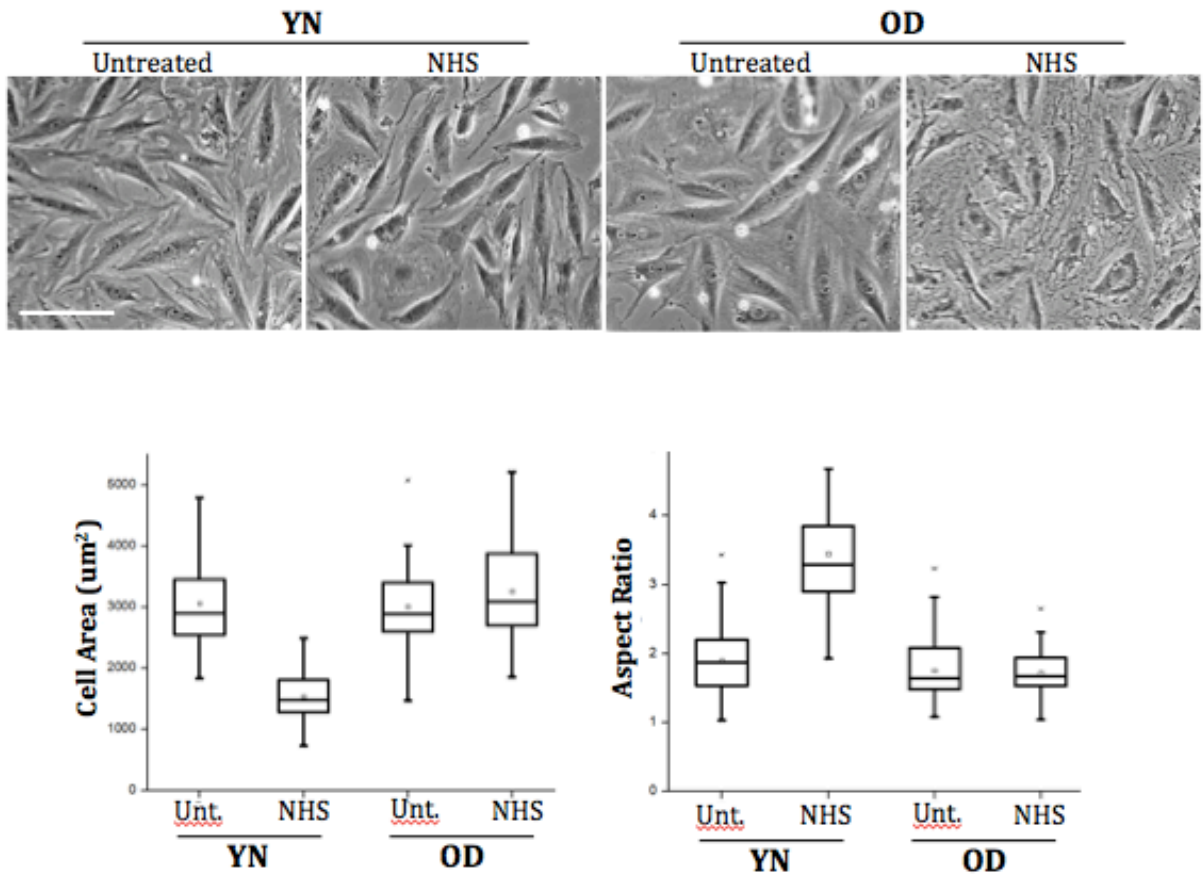 YN OD
Untreated NHS Untreated NHS
Cell Area (um²)
5000
4000
3000
2000
1000
0
Unt. NHS Unt. NHS
YN OD
Aspect Ratio
4
3
2
1
0
Unt. NHS Unt. NHS
YN OD